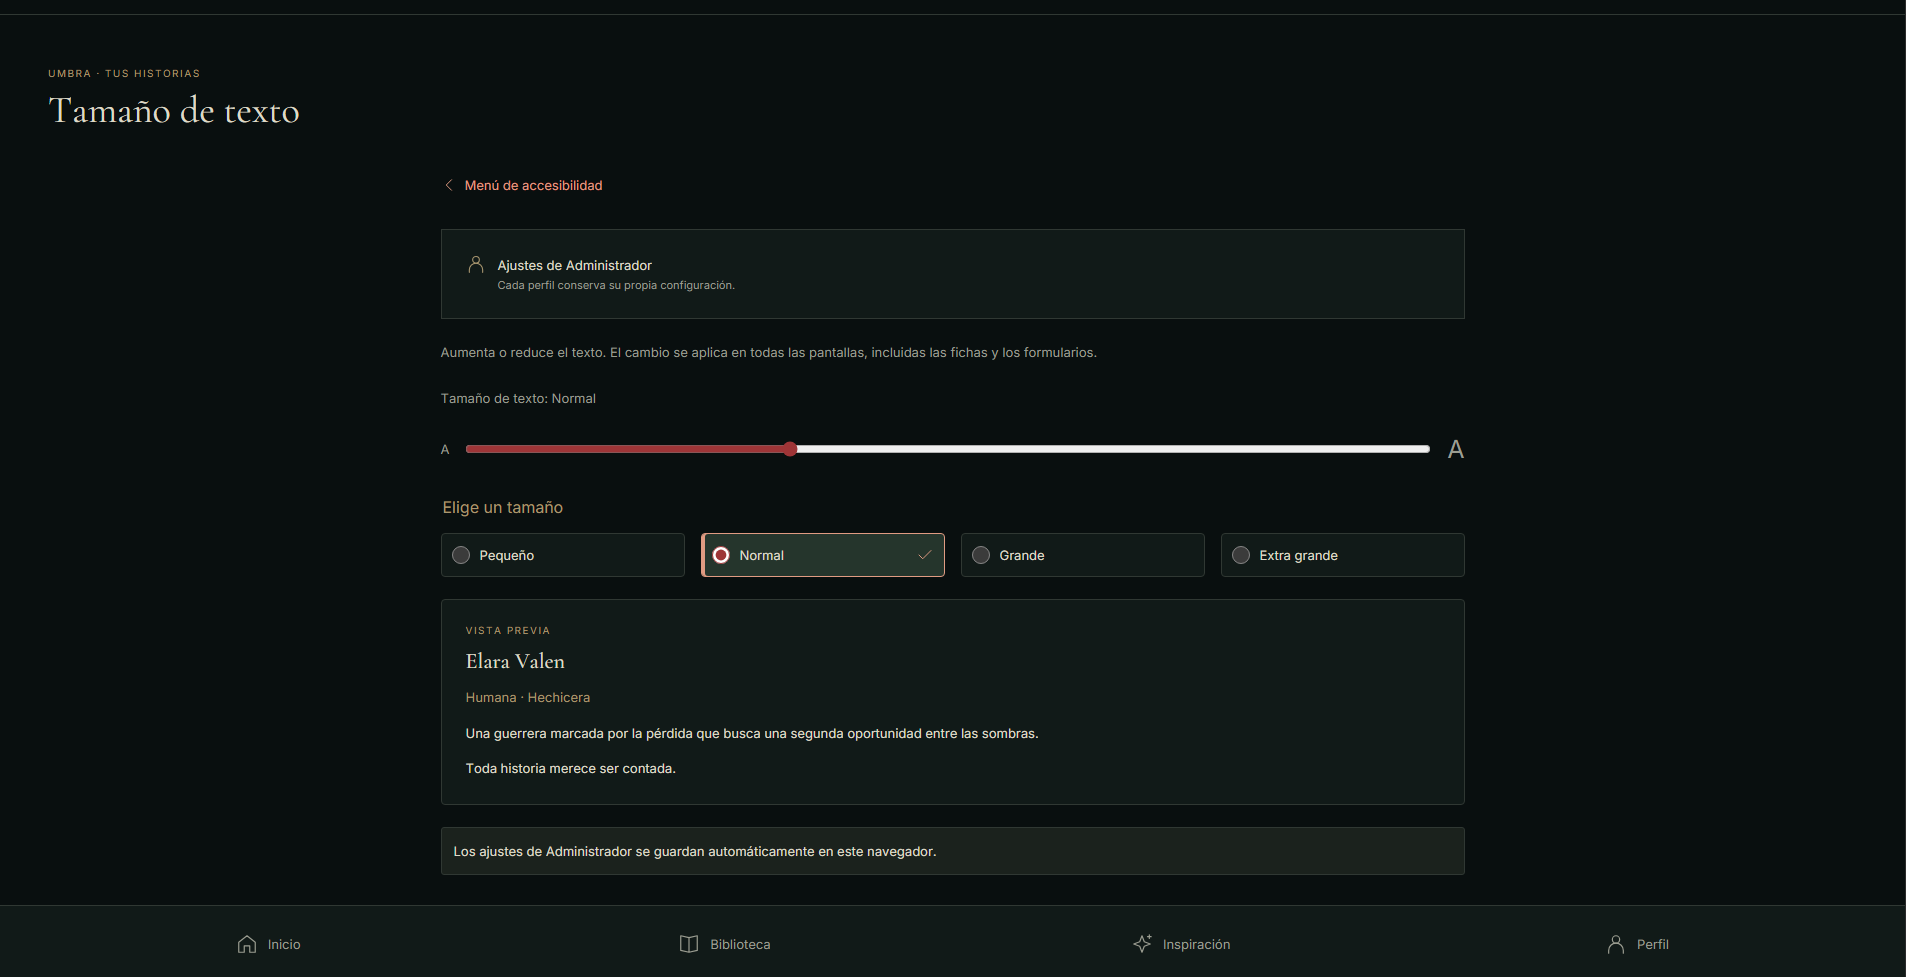 UMBRA · TUS HISTORIAS
Tamaño de texto
Menú de accesibilidad
Ajustes de Administrador
Cada perfil conserva su propia configuración.
Aumenta o reduce el texto. El cambio se aplica en todas las pantallas, incluidas las fichas y los formularios.
Tamaño de texto: Normal
A A
Elige un tamaño
Pequeño Normal Grande Extra grande
VISTA PREVIA
Elara Valen
Humana · Hechicera
Una guerrera marcada por la pérdida que busca una segunda oportunidad entre las sombras.
Toda historia merece ser contada.
Los ajustes de Administrador se guardan automáticamente en este navegador.
Inicio Biblioteca Inspiración Perfil